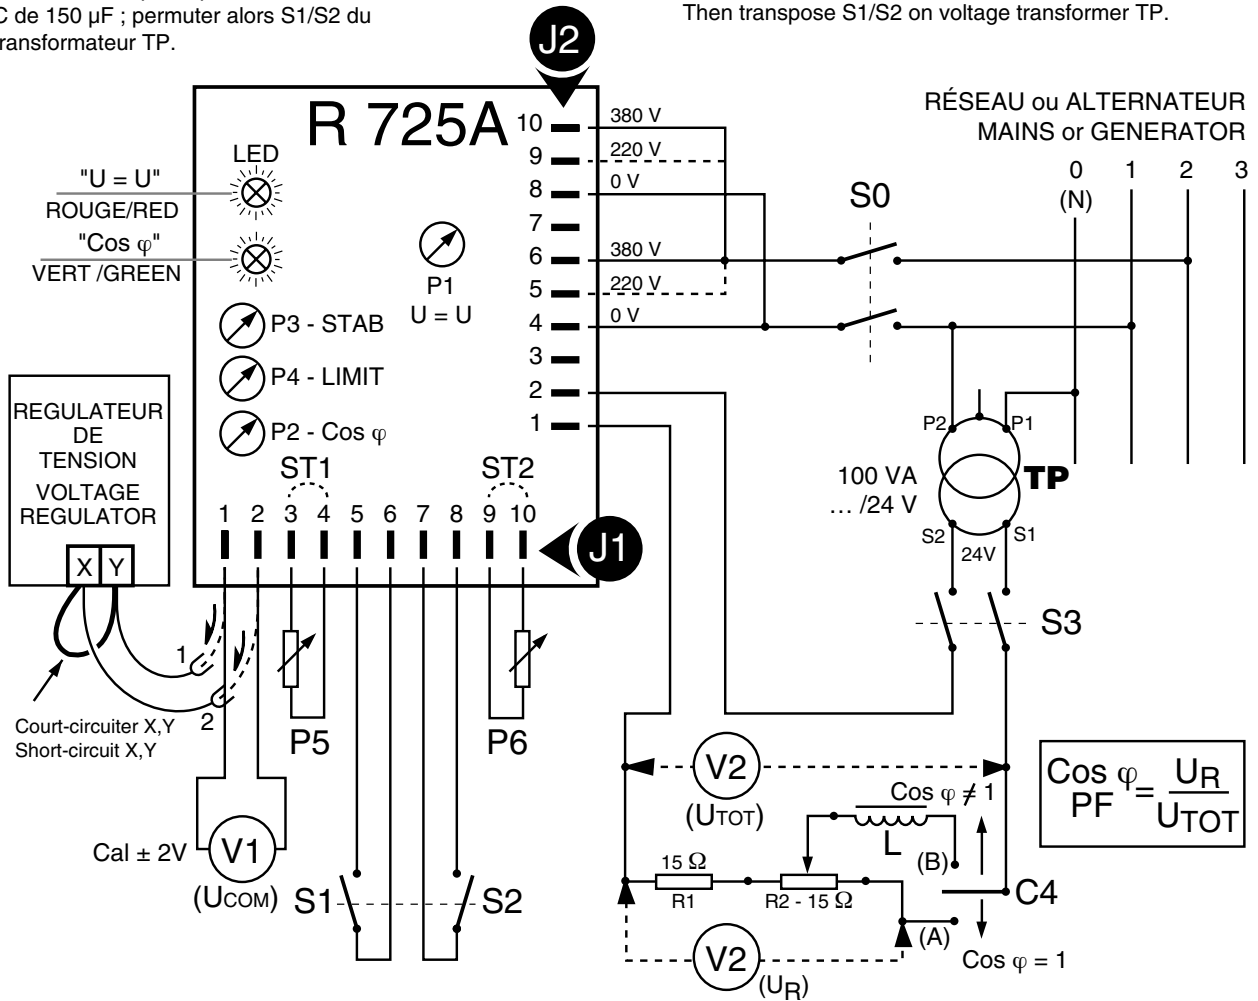 C de 150 µF ; permuter alors S1/S2 du
transformateur TP.
Then transpose S1/S2 on voltage transformer TP.
J2
R 725A
RÉSEAU ou ALTERNATEUR
MAINS or GENERATOR
0
(N)
1
2
3
LED
"U = U"
ROUGE/RED
"Cos φ"
VERT /GREEN
P1
U = U
P3 - STAB
P4 - LIMIT
P2 - Cos φ
10
380 V
9
220 V
8
0 V
7
6
380 V
5
220 V
4
0 V
3
2
1
S0
REGULATEUR
DE
TENSION
VOLTAGE
REGULATOR
X Y
ST1
ST2
1 2 3 4 5 6 7 8 9 10
J1
P2
P1
100 VA
... /24 V
TP
S2
S1
24V
S3
1
2
Court-circuiter X,Y
Short-circuit X,Y
P5
P6
Cal ± 2V
V1
(UCOM)
S1
S2
V2
(UTOT)
Cos φ ≠ 1
L
(B)
15 Ω
R1
R2 - 15 Ω
C4
(A)
V2
(UR)
Cos φ = 1
Cos φ
PF
=
UR
UTOT